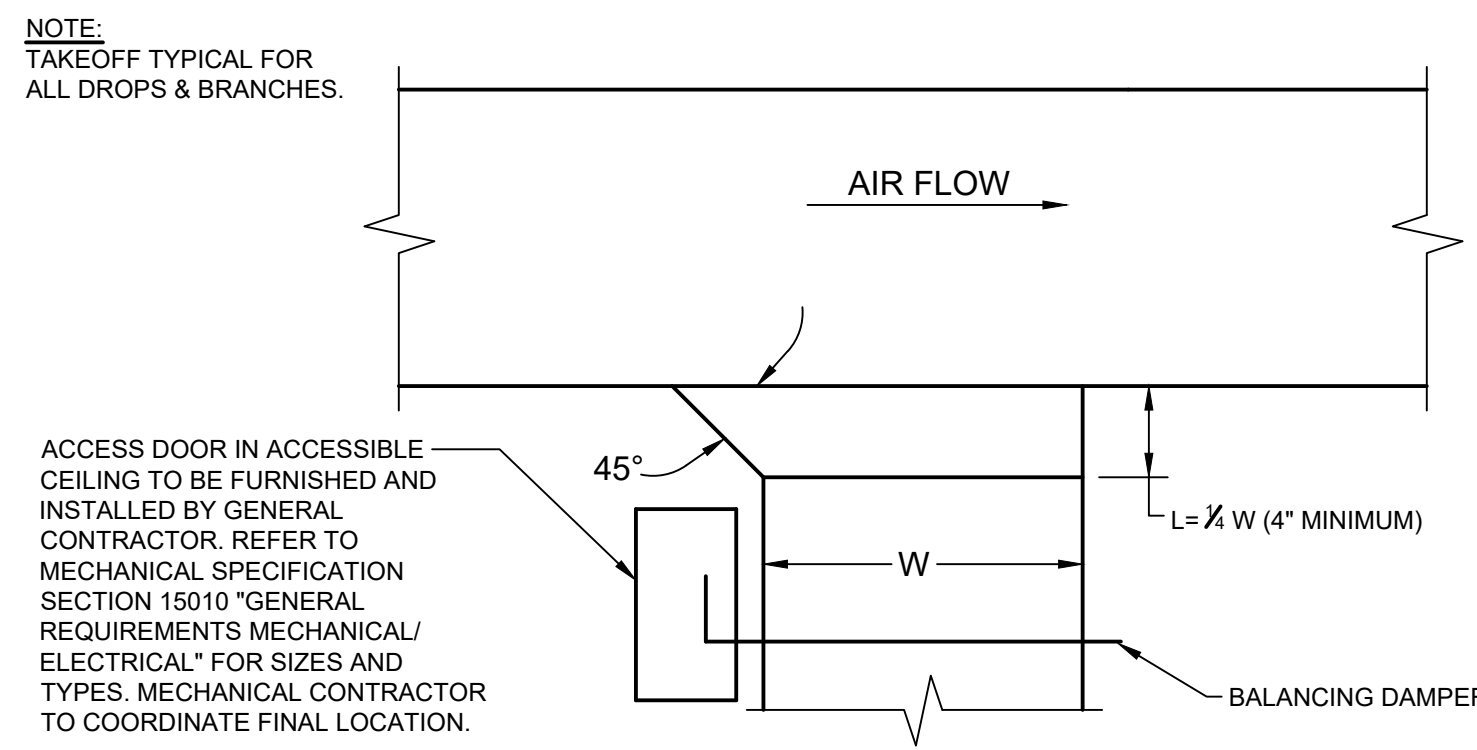 NOTE:
TAKEOFF TYPICAL FOR
ALL DROPS & BRANCHES.
AIR FLOW
ACCESS DOOR IN ACCESSIBLE
CEILING TO BE FURNISHED AND
INSTALLED BY GENERAL
CONTRACTOR. REFER TO
MECHANICAL SPECIFICATION
SECTION 15010 "GENERAL
REQUIREMENTS MECHANICAL/
ELECTRICAL" FOR SIZES AND
TYPES. MECHANICAL CONTRACTOR
TO COORDINATE FINAL LOCATION.
45°
L= 1/4 W (4" MINIMUM)
W
BALANCING DAMPER